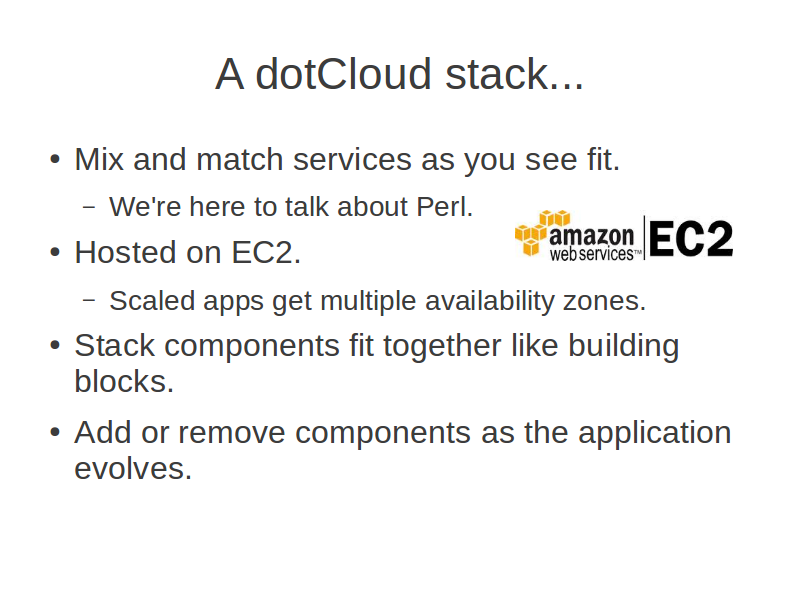 A dotCloud stack...
• Mix and match services as you see fit.
– We're here to talk about Perl.
amazon
webservices™
EC2
• Hosted on EC2.
– Scaled apps get multiple availability zones.
• Stack components fit together like building
blocks.
• Add or remove components as the application
evolves.